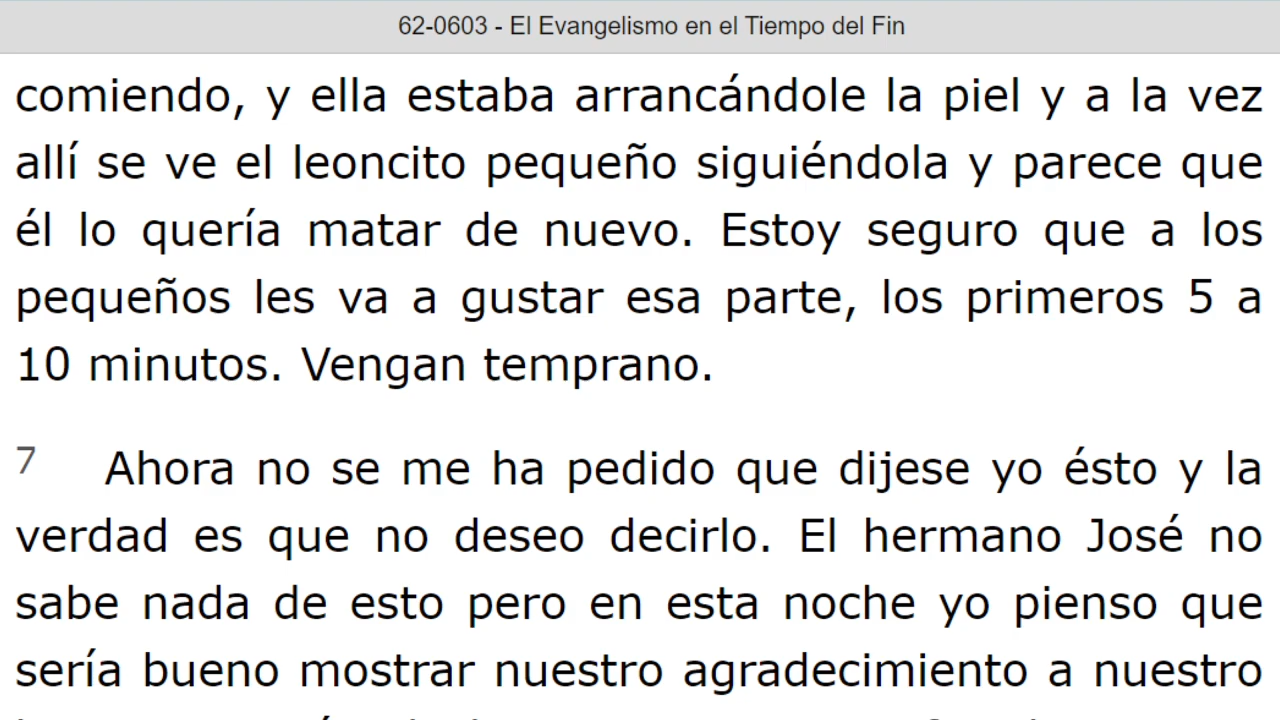 62-0603 - El Evangelismo en el Tiempo del Fin
comiendo, y ella estaba arrancándole la piel y a la vez
allí se ve el leoncito pequeño siguiéndola y parece que
él lo quería matar de nuevo. Estoy seguro que a los
pequeños les va a gustar esa parte, los primeros 5 a
10 minutos. Vengan temprano.
7 Ahora no se me ha pedido que dijese yo ésto y la
verdad es que no deseo decirlo. El hermano José no
sabe nada de esto pero en esta noche yo pienso que
sería bueno mostrar nuestro agradecimiento a nuestro